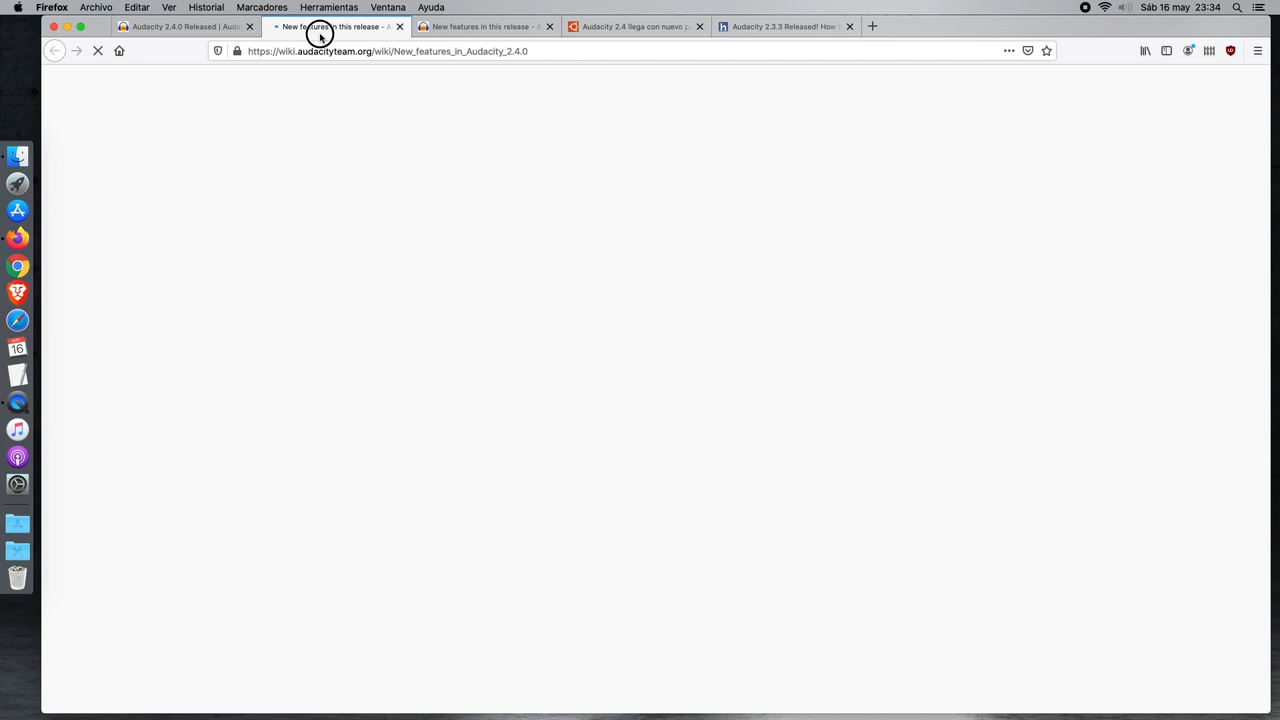 Firefox Archivo Editar Ver Historial Marcadores Herramientas Ventana Ayuda Sáb 16 may 23:34
Audacity 2.4.0 Released | Auda New features in this release - A New features in this release - A Audacity 2.4 llega con nuevo p Audacity 2.3.3 Released! How
https://wiki.audacityteam.org/wiki/New_features_in_Audacity_2.4.0
16